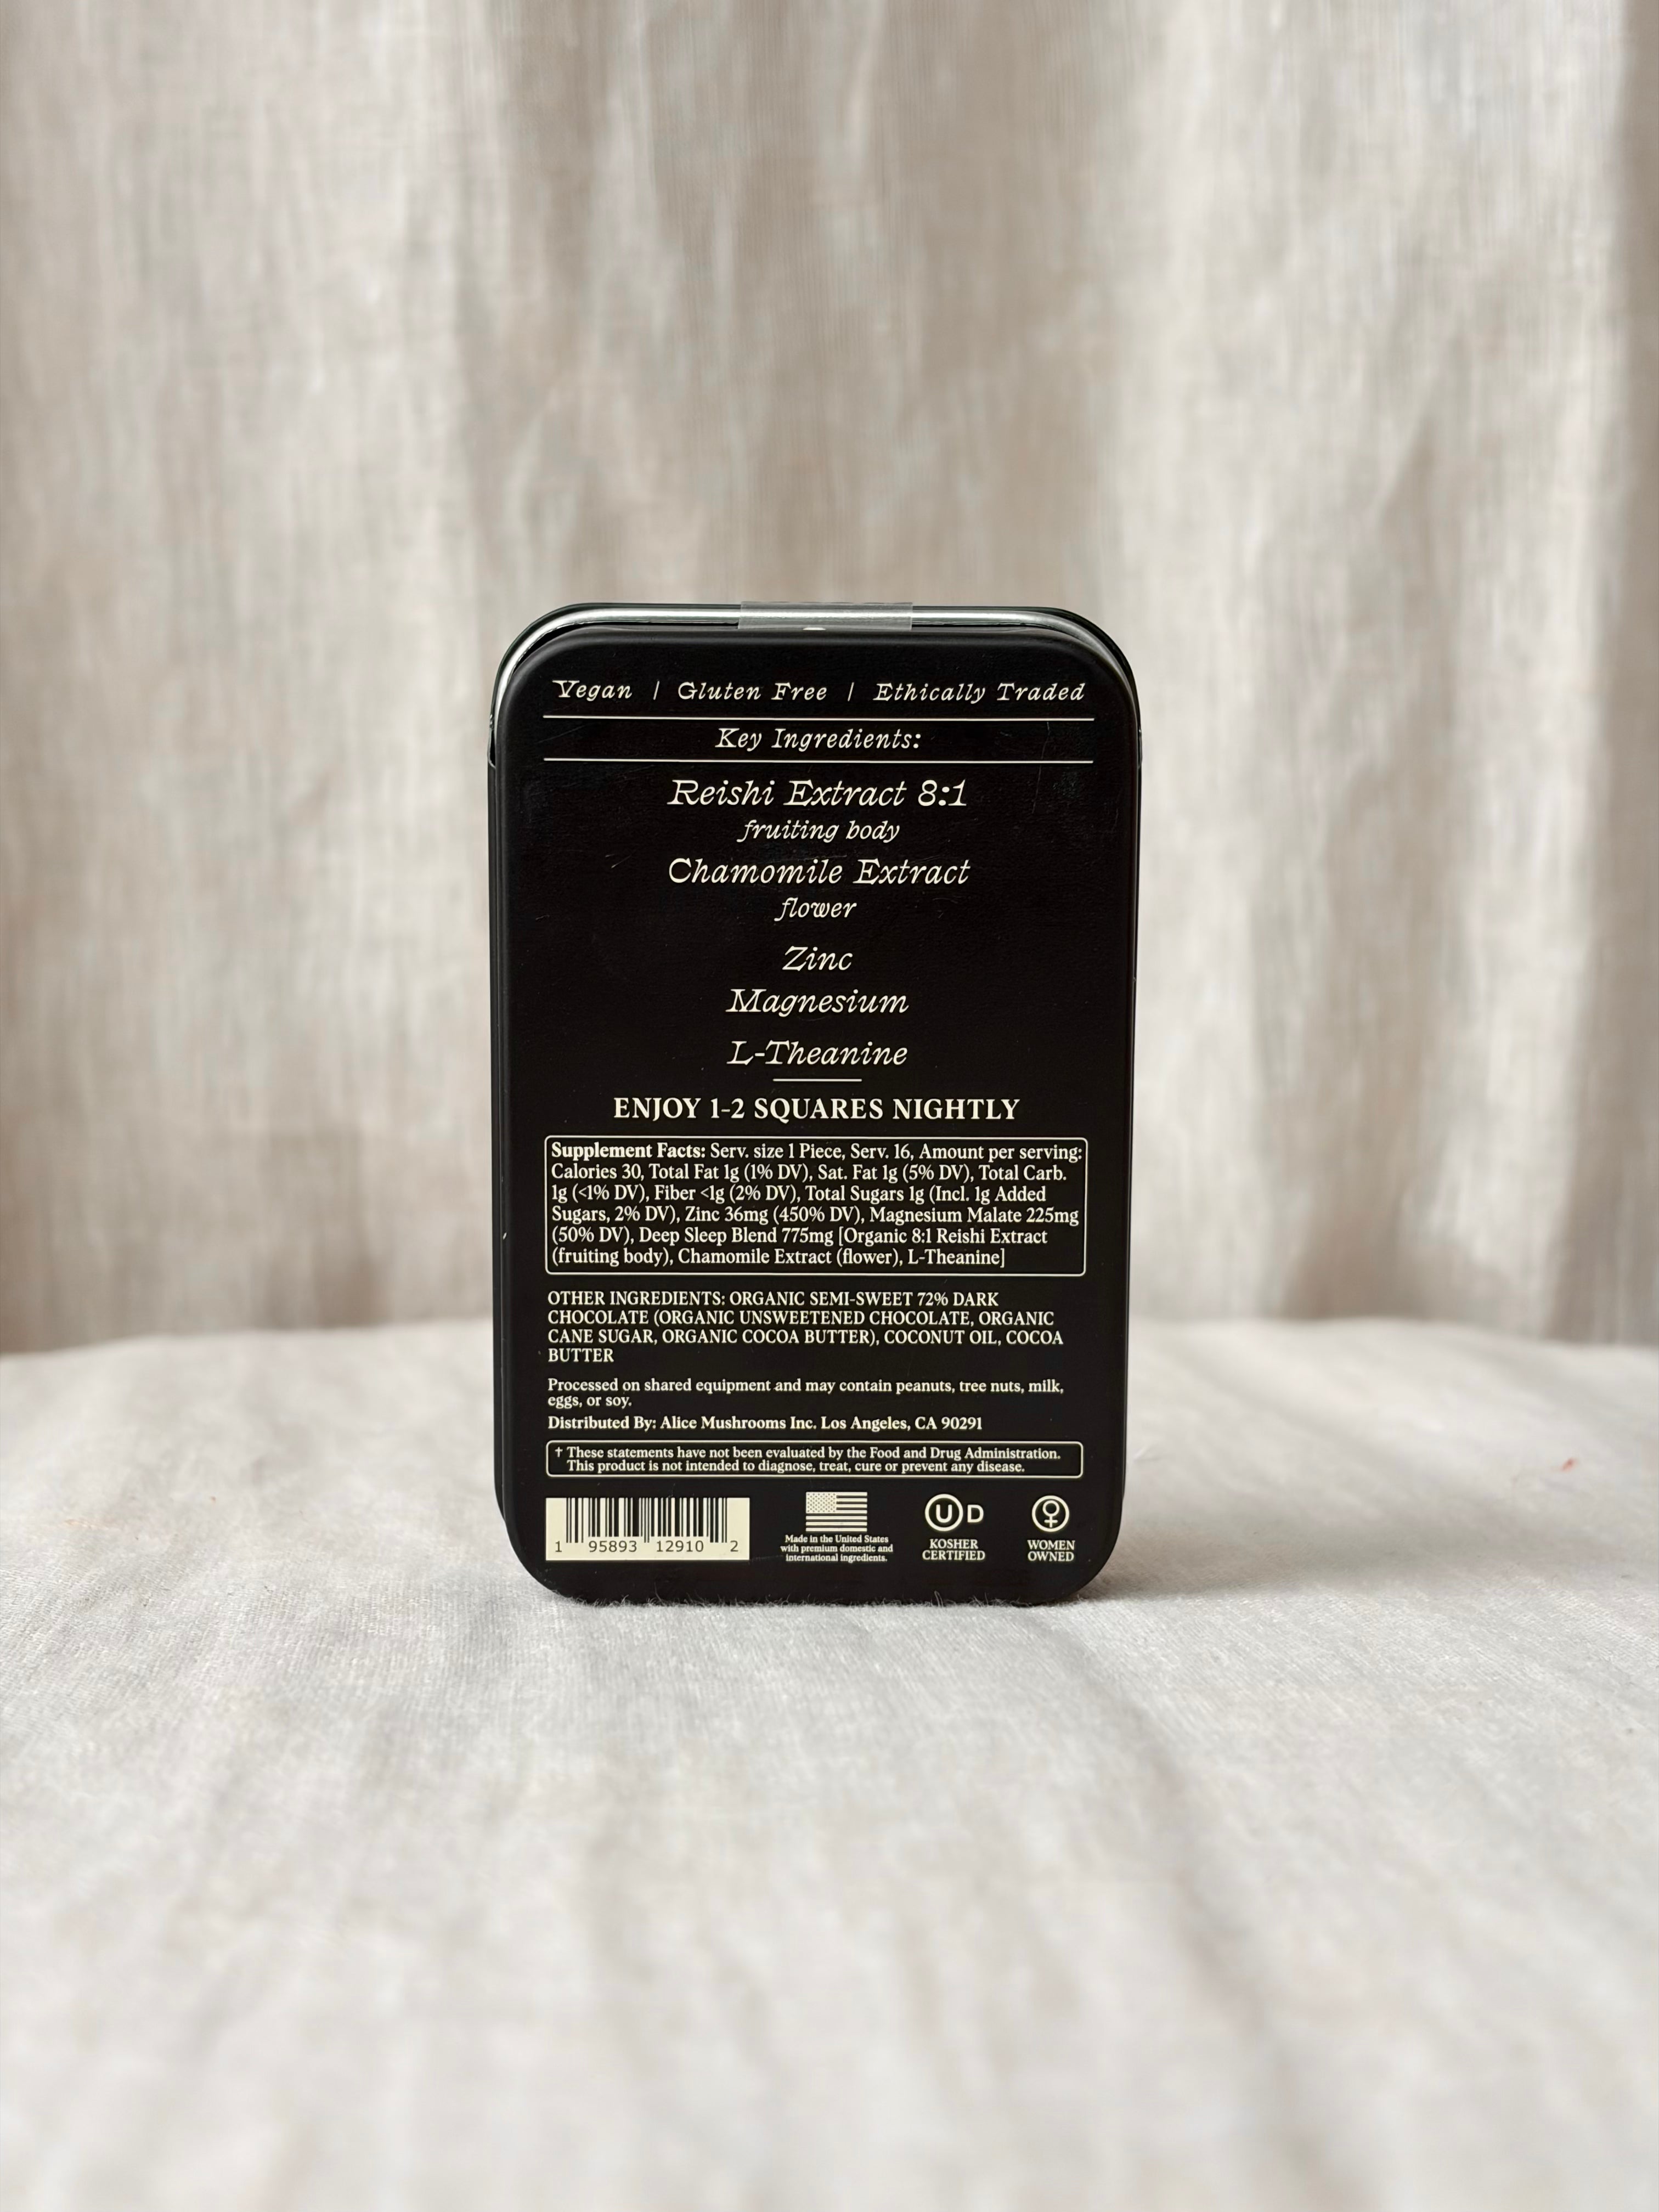 Vegan | Gluten Free | Ethically Traded
Key Ingredients:
Reishi Extract 8:1
fruiting body
Chamomile Extract
flower
Zinc
Magnesium
L-Theanine
ENJOY 1-2 SQUARES NIGHTLY
Supplement Facts: Serv. size 1 Piece, Serv. 16, Amount per serving:
Calories 30, Total Fat 1g (1% DV), Sat. Fat 1g (5% DV), Total Carb.
1g (<1% DV), Fiber <1g (2% DV), Total Sugars 1g (Incl. 1g Added
Sugars, 2% DV), Zinc 36mg (450% DV), Magnesium Malate 225mg
(50% DV), Deep Sleep Blend 775mg [Organic 8:1 Reishi Extract
(fruiting body), Chamomile Extract (flower), L-Theanine]
OTHER INGREDIENTS: ORGANIC SEMI-SWEET 72% DARK
CHOCOLATE (ORGANIC UNSWEETENED CHOCOLATE, ORGANIC
CANE SUGAR, ORGANIC COCOA BUTTER), COCONUT OIL, COCOA
BUTTER
Processed on shared equipment and may contain peanuts, tree nuts, milk,
eggs, or soy.
Distributed By: Alice Mushrooms Inc. Los Angeles, CA 90291
† These statements have not been evaluated by the Food and Drug Administration.
This product is not intended to diagnose, treat, cure or prevent any disease.
1 95893 12910 2
Made in the United States
with premium domestic and
international ingredients.
U D
KOSHER
CERTIFIED
WOMEN
OWNED